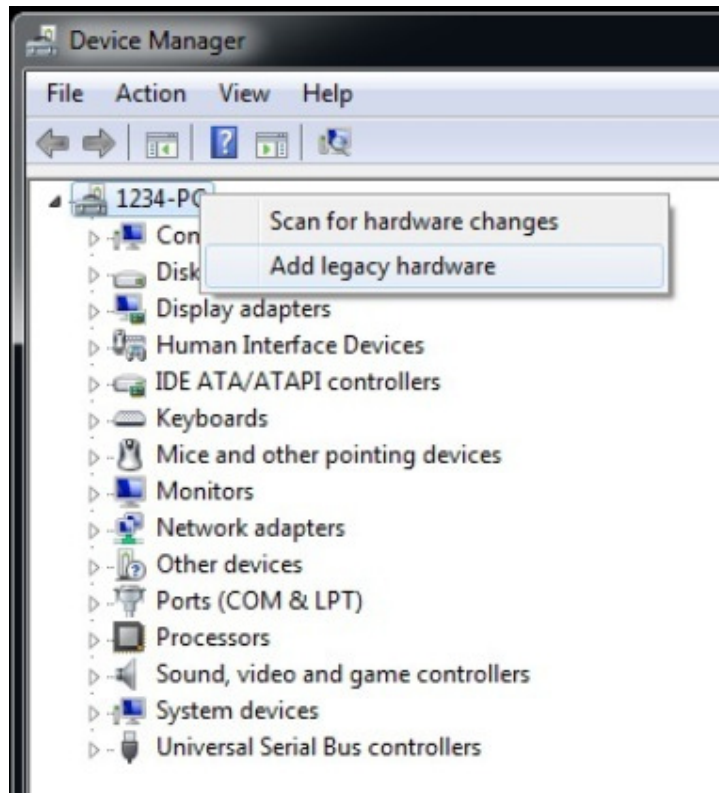 Device Manager
File Action View Help
1234-PC
Scan for hardware changes
Con
Add legacy hardware
Disk
Display adapters
Human Interface Devices
IDE ATA/ATAPI controllers
Keyboards
Mice and other pointing devices
Monitors
Network adapters
Other devices
Ports (COM & LPT)
Processors
Sound, video and game controllers
System devices
Universal Serial Bus controllers